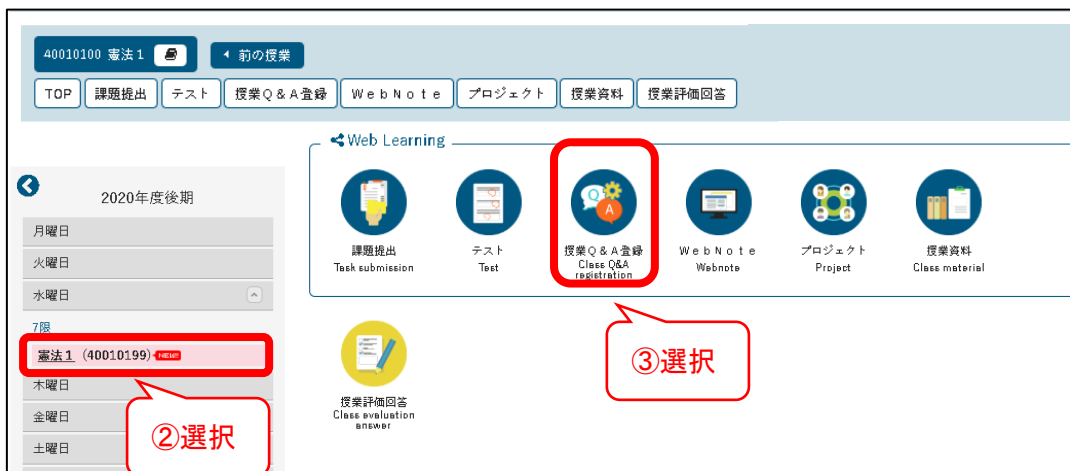 40010100 憲法1
前の授業
TOP 課題提出 テスト 授業Q&A登録 WebNote プロジェクト 授業資料 授業評価回答
Web Learning
課題提出
Task submission
テスト
Test
授業Q&A登録
Class Q&A
registration
WebNote
Webnote
プロジェクト
Project
授業資料
Class material
2020年度後期
月曜日
火曜日
水曜日
7限
憲法1 (40010199) NEW!
木曜日
金曜日
土曜日
②選択
③選択
授業評価回答
Class evaluation
answer